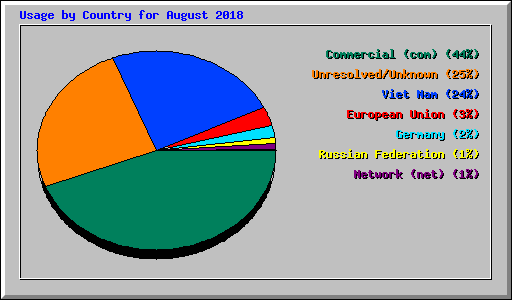 Usage by Country for August 2018
Commercial (com) (44%)
Unresolved/Unknown (25%)
Viet Nam (24%)
European Union (3%)
Germany (2%)
Russian Federation (1%)
Network (net) (1%)